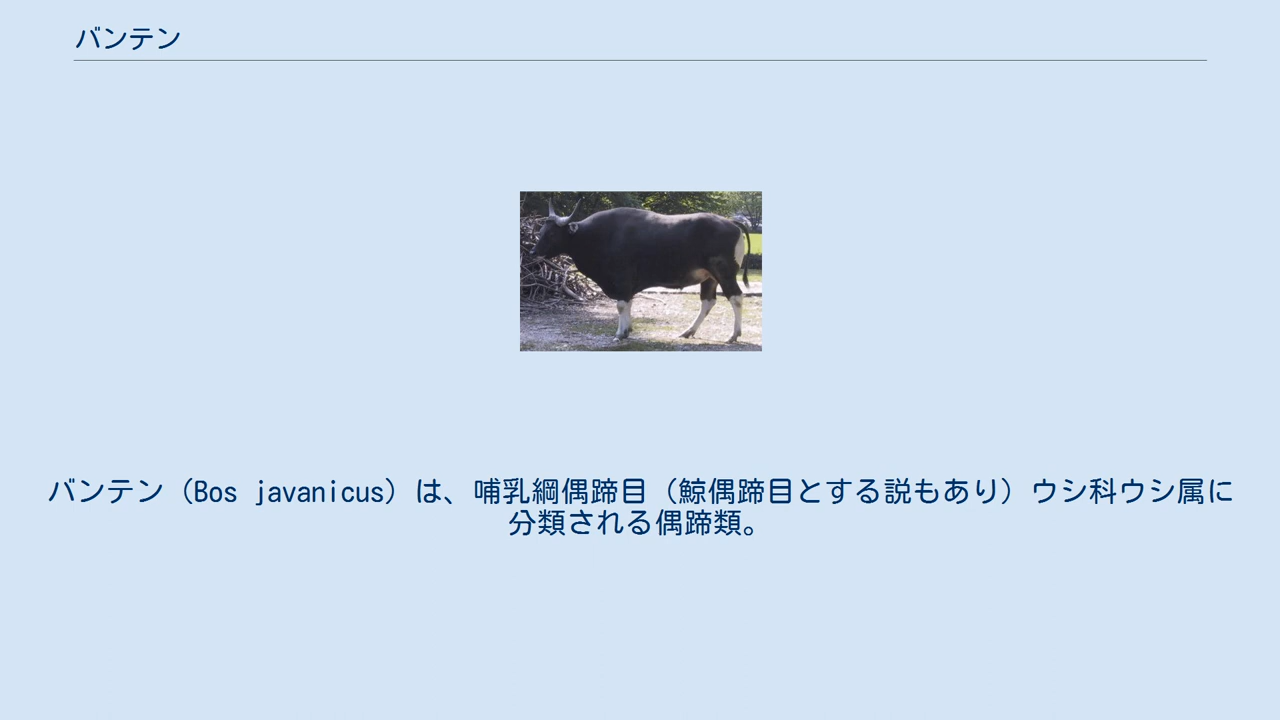 バンテン
バンテン（Bos javanicus）は、哺乳綱偶蹄目（鯨偶蹄目とする説もあり）ウシ科ウシ属に
分類される偶蹄類。